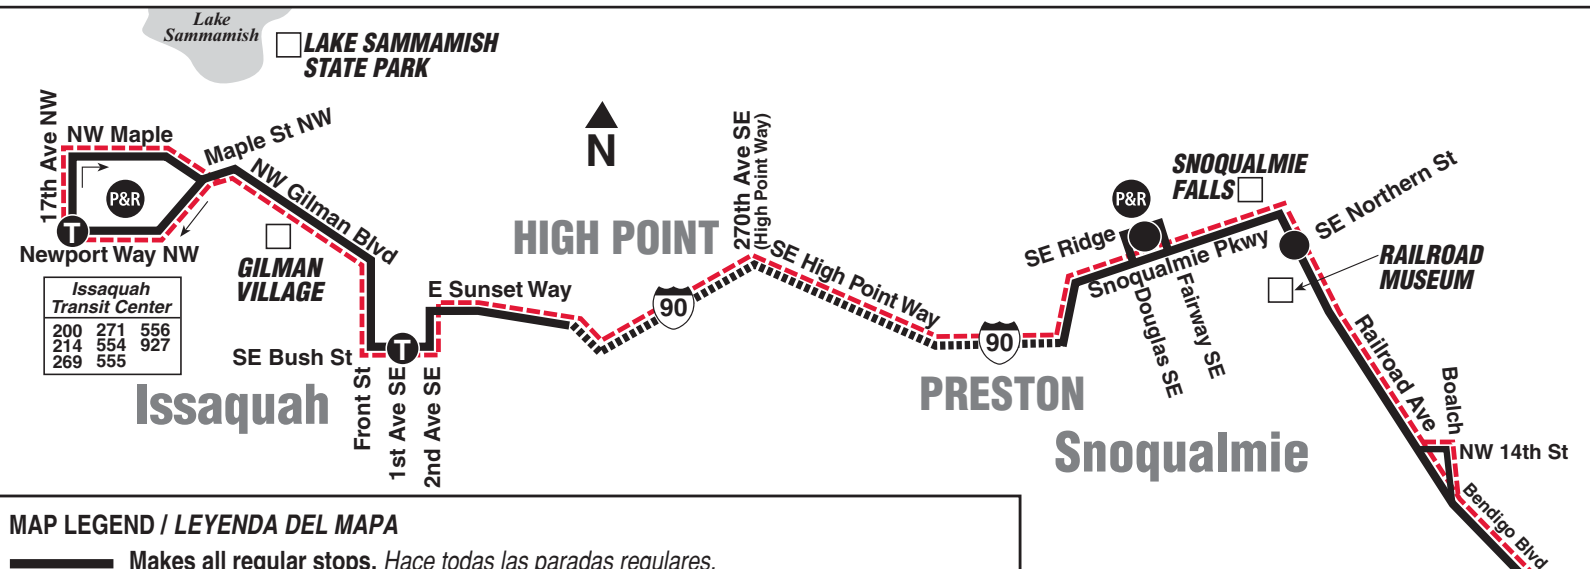 Lake
Sammamish
LAKE SAMMAMISH
STATE PARK
17th Ave NW
NW Maple
Maple St NW
P&R
T
Newport Way NW
NW Gilman Blvd
GILMAN
VILLAGE
Issaquah
Transit Center
200 271 556
214 554 927
269 555
Issaquah
SE Bush St
T
Front St
1st Ave SE
2nd Ave SE
E Sunset Way
N
HIGH POINT
90
270th Ave SE
(High Point Way)
SE High Point Way
90
PRESTON
SNOQUALMIE
FALLS
P&R
SE Ridge
Snoqualmie Pkwy
Douglas SE
Fairway SE
SE Northern St
RAILROAD
MUSEUM
Snoqualmie
Railroad Ave
Boalch
NW 14th St
Bendigo Blvd
MAP LEGEND / LEYENDA DEL MAPA
Makes all regular stops. Hace todas las paradas regulares.